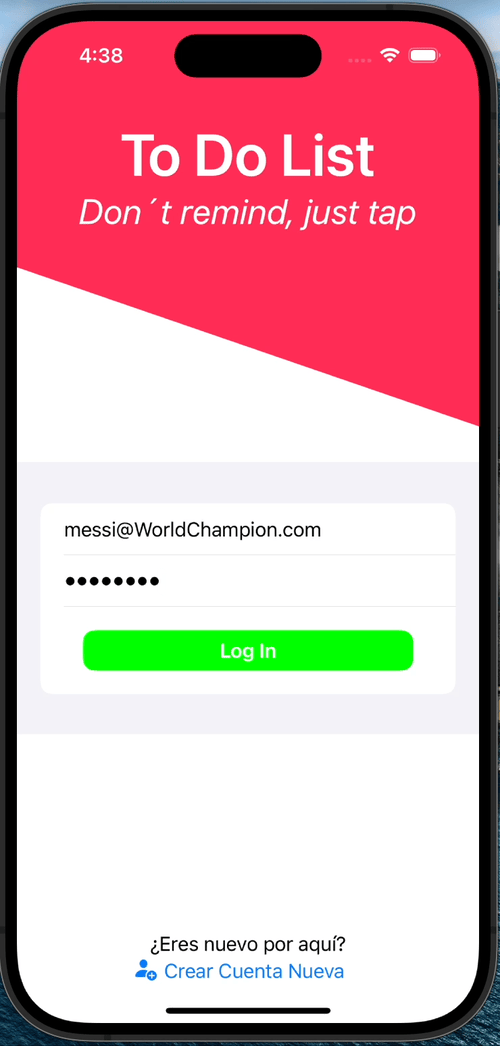 4:38
To Do List
Don´t remind, just tap
messi@WorldChampion.com
••••••••
Log In
¿Eres nuevo por aquí?
Crear Cuenta Nueva